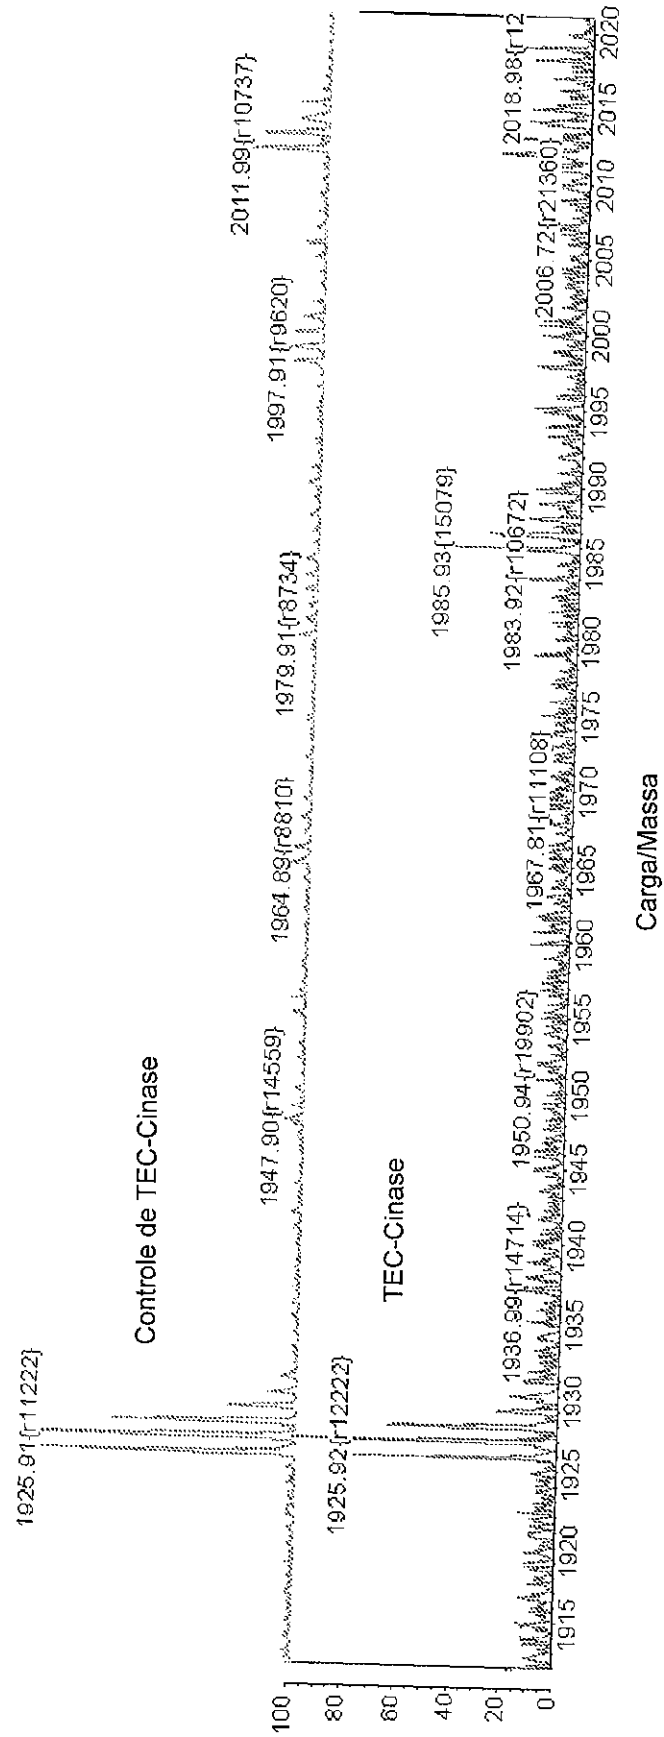 Controle de TEC-Cinase
1925.91{r11222}
1947.90{r14559}
1964.89{r8810}
1979.91{r8734}
1997.91{r9620}
2011.99{r10737}
TEC-Cinase
1925.92{r12222}
1936.99{r14714}
1950.94{r19902}
1967.81{r11108}
1983.92{r10672}
1985.93{15079}
2006.72{r21360}
2018.98{r12
100
80
60
40
20
0
1915 1920 1925 1930 1935 1940 1945 1950 1955 1960 1965 1970 1975 1980 1985 1990 1995 2000 2005 2010 2015 2020
Carga/Massa